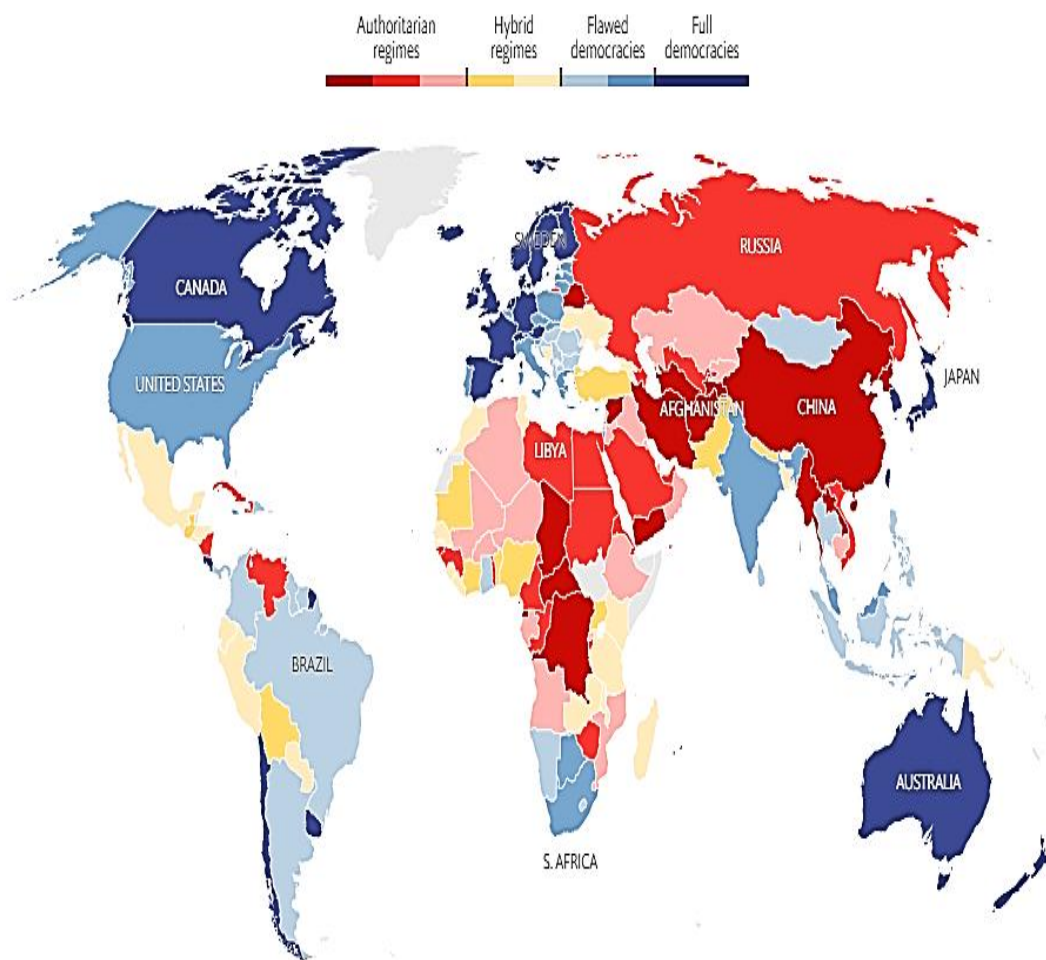 Authoritarian
regimes
Hybrid
regimes
Flawed
democracies
Full
democracies
SWEDEN
RUSSIA
CANADA
UNITED STATES
JAPAN
AFGHANISTAN
CHINA
LIBYA
BRAZIL
AUSTRALIA
S. AFRICA